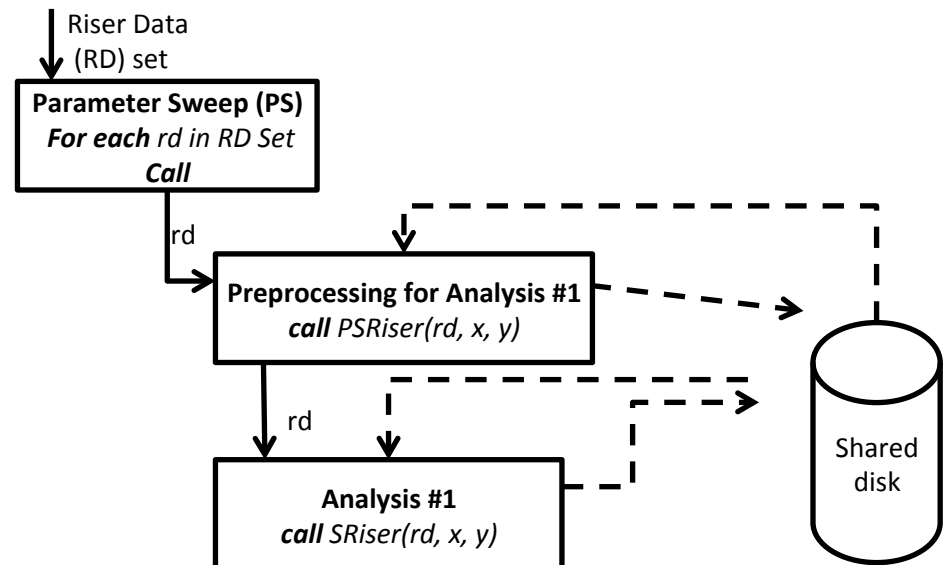 Riser Data
(RD) set
Parameter Sweep (PS)
For each rd in RD Set
Call
rd
Preprocessing for Analysis #1
call PSRiser(rd, x, y)
rd
Analysis #1
call SRiser(rd, x, y)
Shared
disk